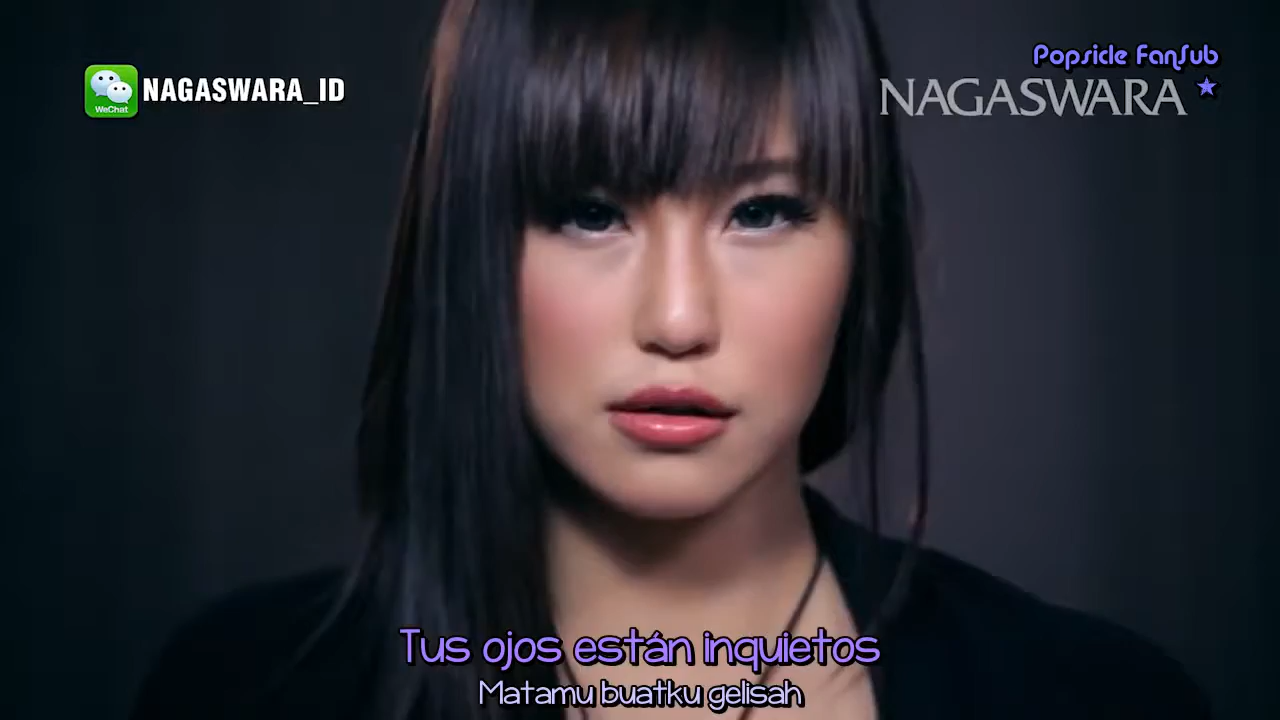 WeChat
NAGASWARA_ID
Popsicle FanSub
NAGASWARA
Tus ojos están inquietos
Matamu buatku gelisah